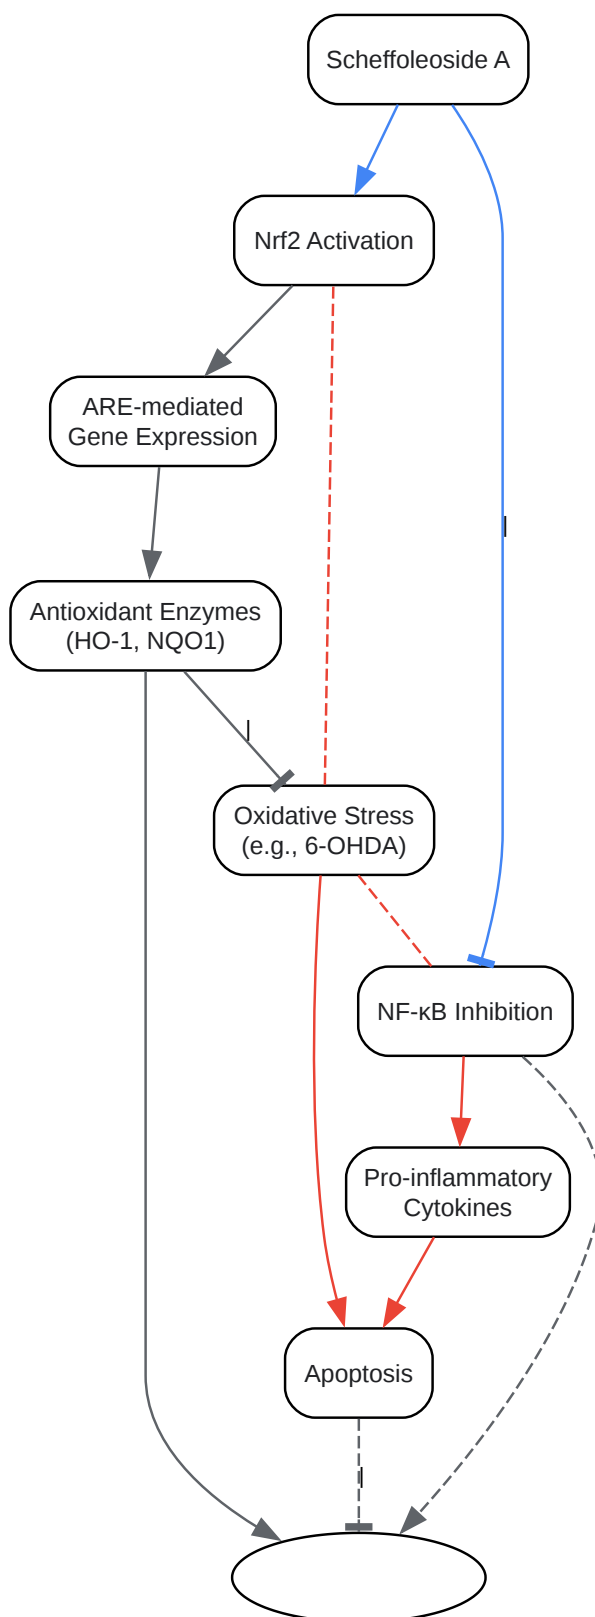 Scheffoleoside A
Nrf2 Activation
ARE-mediated
Gene Expression
|
Antioxidant Enzymes
(HO-1, NQO1)
|
Oxidative Stress
(e.g., 6-OHDA)
NF-κB Inhibition
Pro-inflammatory
Cytokines
Apoptosis
|